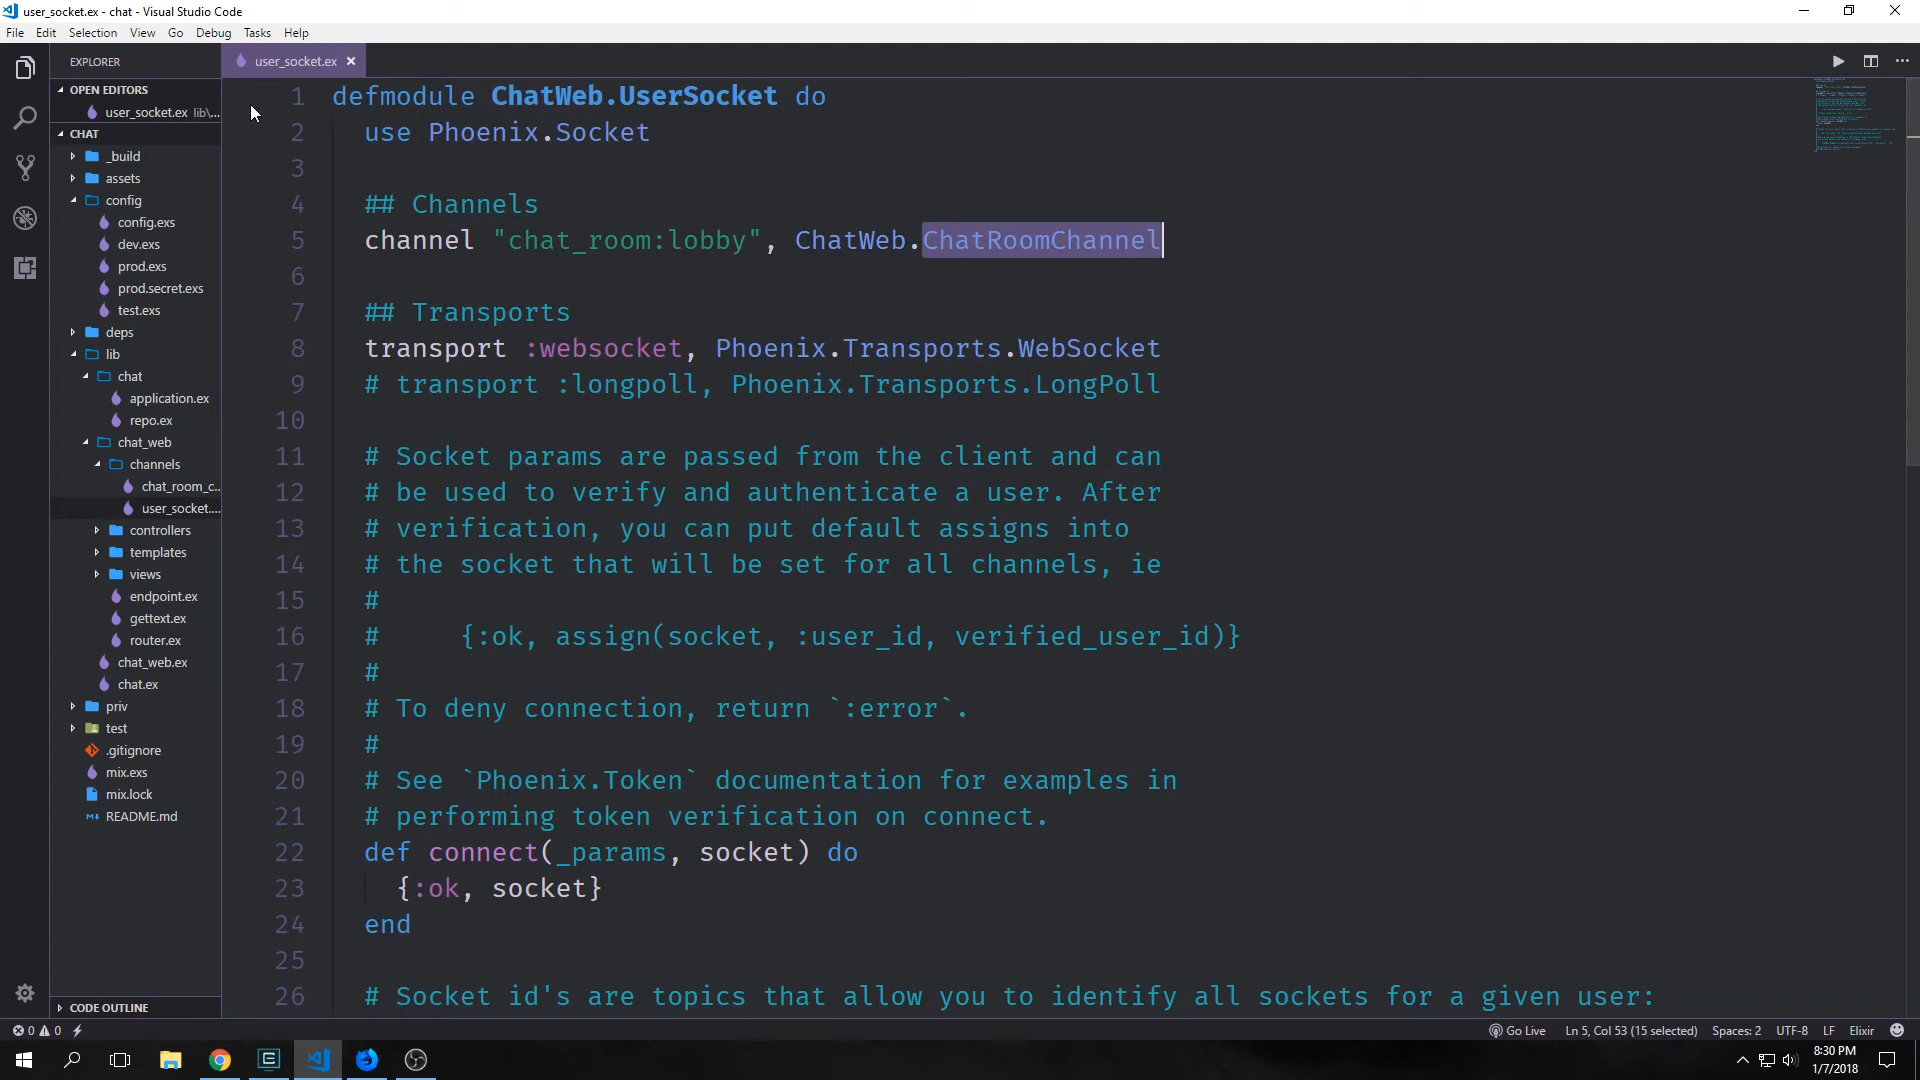 user_socket.ex - chat - Visual Studio Code
File Edit Selection View Go Debug Tasks Help
EXPLORER
OPEN EDITORS
user_socket.ex lib\...
CHAT
_build
assets
config
config.exs
dev.exs
prod.exs
prod.secret.exs
test.exs
deps
lib
chat
application.ex
repo.ex
chat_web
channels
chat_room_c...
user_socket....
controllers
templates
views
endpoint.ex
gettext.ex
router.ex
chat_web.ex
chat.ex
priv
test
.gitignore
mix.exs
mix.lock
README.md
CODE OUTLINE
user_socket.ex
1 defmodule ChatWeb.UserSocket do
2 use Phoenix.Socket
3
4 ## Channels
5 channel "chat_room:lobby", ChatWeb.ChatRoomChannel
6
7 ## Transports
8 transport :websocket, Phoenix.Transports.WebSocket
9 # transport :longpoll, Phoenix.Transports.LongPoll
10
11 # Socket params are passed from the client and can
12 # be used to verify and authenticate a user. After
13 # verification, you can put default assigns into
14 # the socket that will be set for all channels, ie
15 #
16 #     {:ok, assign(socket, :user_id, verified_user_id)}
17 #
18 # To deny connection, return `:error`.
19 #
20 # See `Phoenix.Token` documentation for examples in
21 # performing token verification on connect.
22 def connect(_params, socket) do
23 {:ok, socket}
24 end
25
26 # Socket id's are topics that allow you to identify all sockets for a given user:
0 0 Go Live Ln 5, Col 53 (15 selected) Spaces: 2 UTF-8 LF Elixir
8:30 PM
1/7/2018